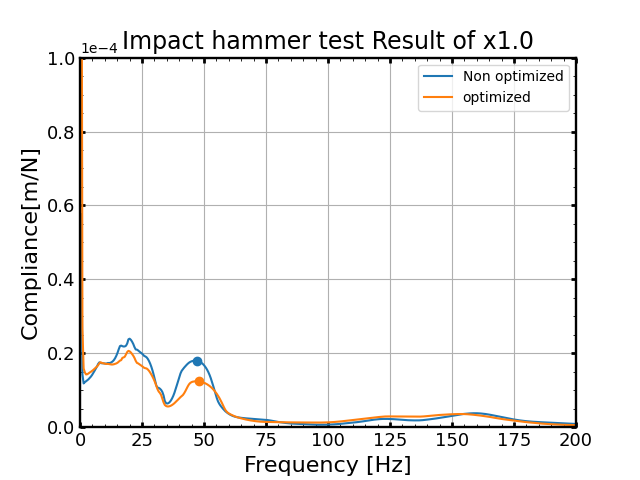 Impact hammer test Result of x1.0
1e−4
Non optimized
optimized
Compliance[m/N]
1.0
0.8
0.6
0.4
0.2
0.0
0 25 50 75 100 125 150 175 200
Frequency [Hz]